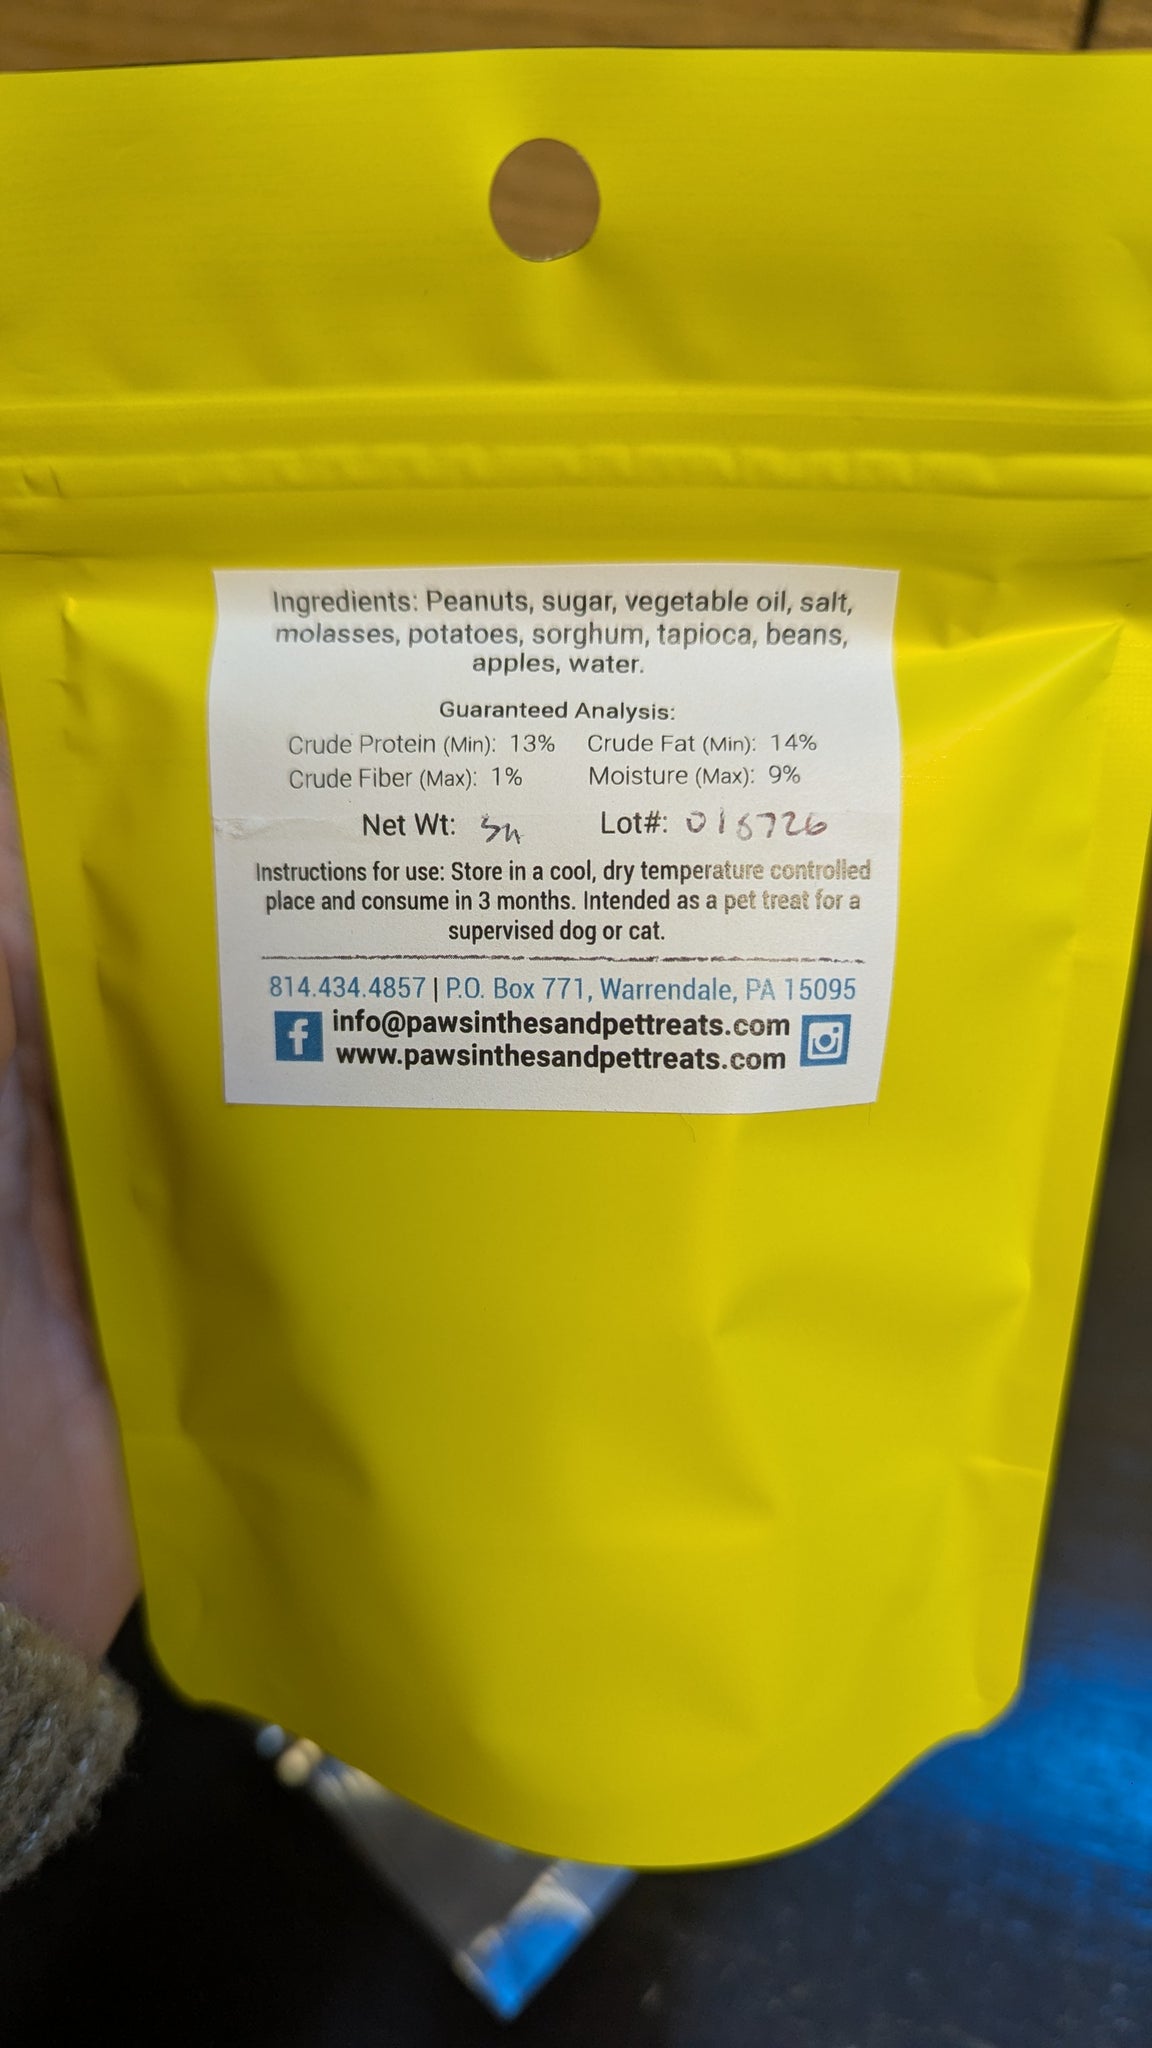 Ingredients: Peanuts, sugar, vegetable oil, salt,
molasses, potatoes, sorghum, tapioca, beans,
apples, water.
Guaranteed Analysis:
Crude Protein (Min): 13% Crude Fat (Min): 14%
Crude Fiber (Max): 1% Moisture (Max): 9%
Net Wt: Lot#:
Instructions for use: Store in a cool, dry temperature controlled
place and consume in 3 months. Intended as a pet treat for a
supervised dog or cat.
814.434.4857 | P.O. Box 771, Warrendale, PA 15095
info@pawsinthesandpettreats.com
www.pawsinthesandpettreats.com